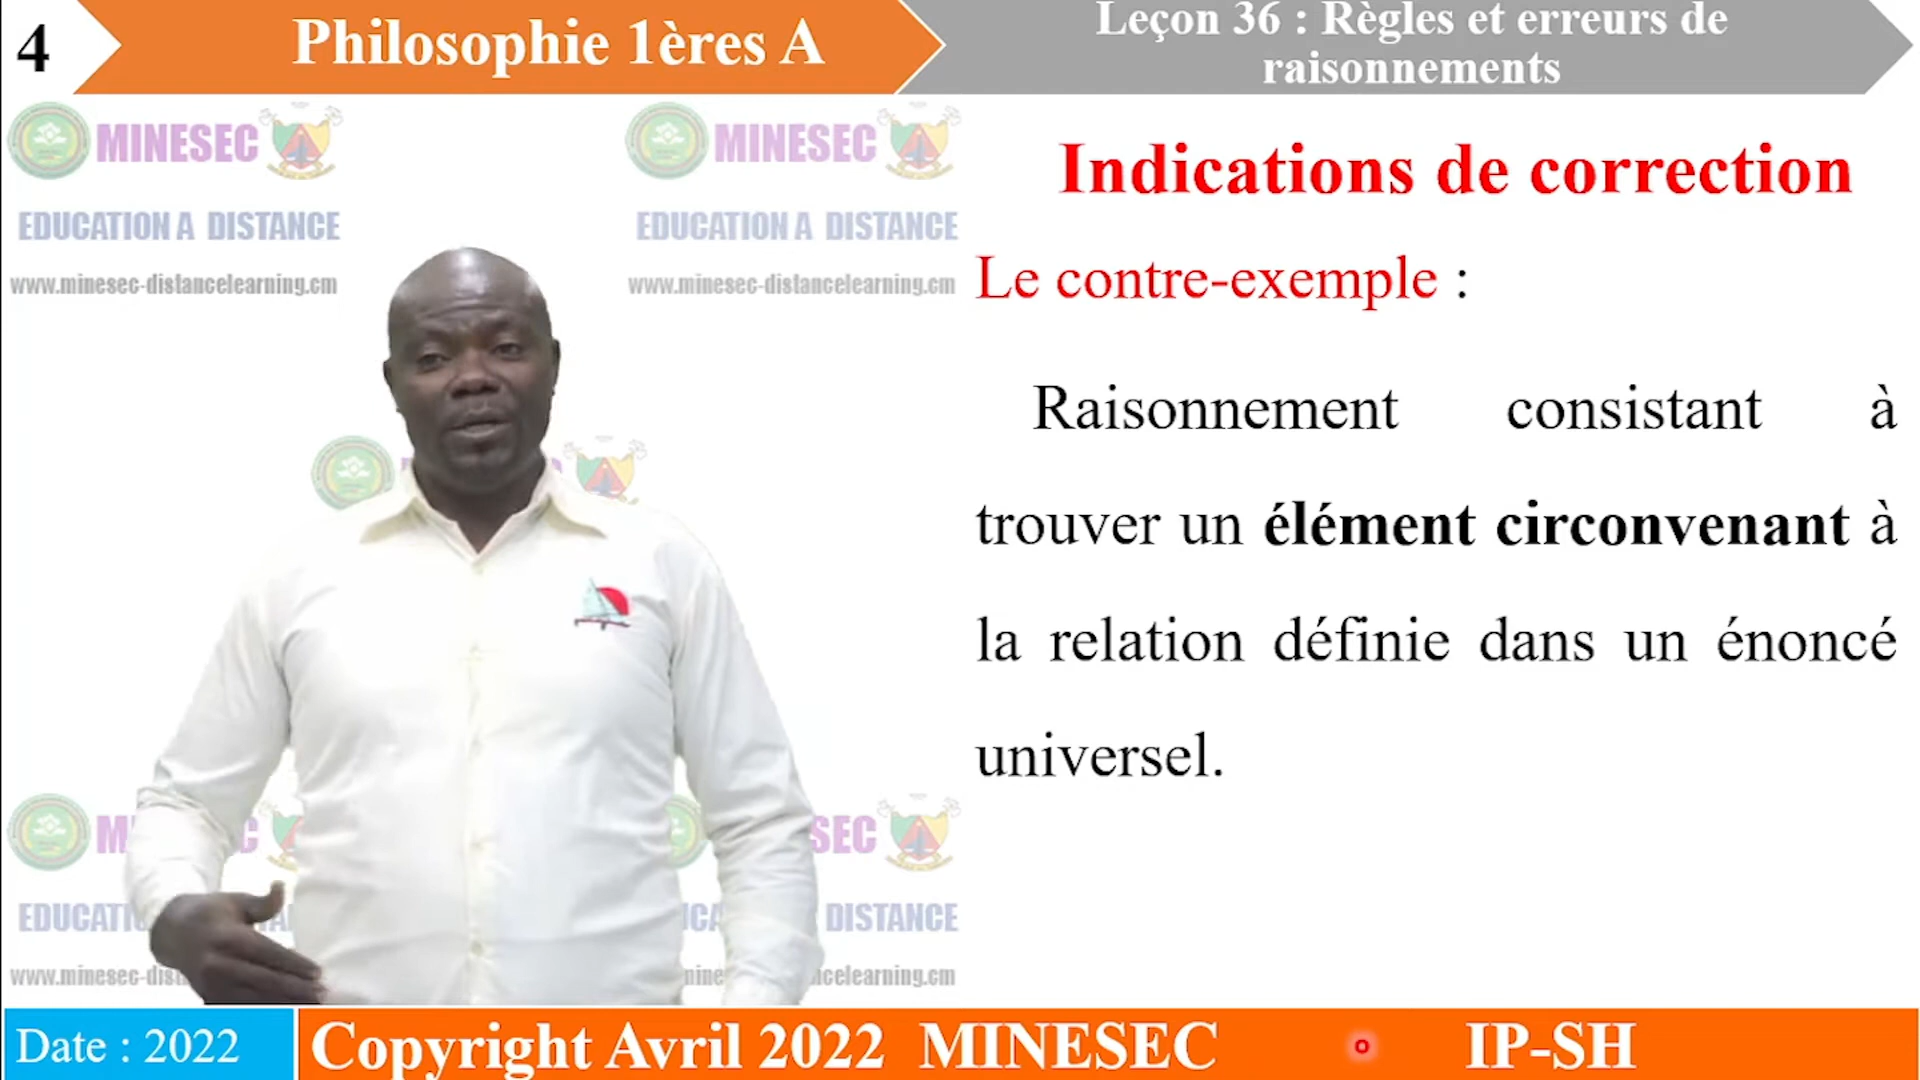 4
Philosophie 1ères A
Leçon 36 : Règles et erreurs de
raisonnements
MINESEC
MINESEC
EDUCATION A DISTANCE
EDUCATION A DISTANCE
www.minesec-distancelearning.cm
www.minesec-distancelearning.cm
Indications de correction
Le contre-exemple :
Raisonnement consistant à
trouver un élément circonvenant à
la relation définie dans un énoncé
universel.
DISTANCE
Date : 2022
Copyright Avril 2022 MINESEC
IP-SH